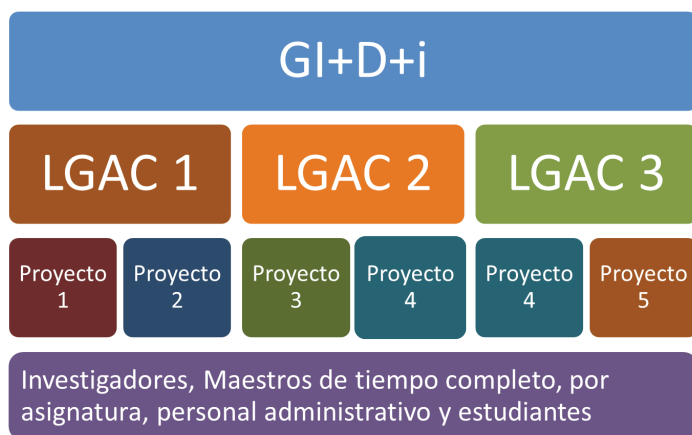 GI+D+i
LGAC 1
LGAC 2
LGAC 3
Proyecto
1
Proyecto
2
Proyecto
3
Proyecto
4
Proyecto
4
Proyecto
5
Investigadores, Maestros de tiempo completo, por
asignatura, personal administrativo y estudiantes